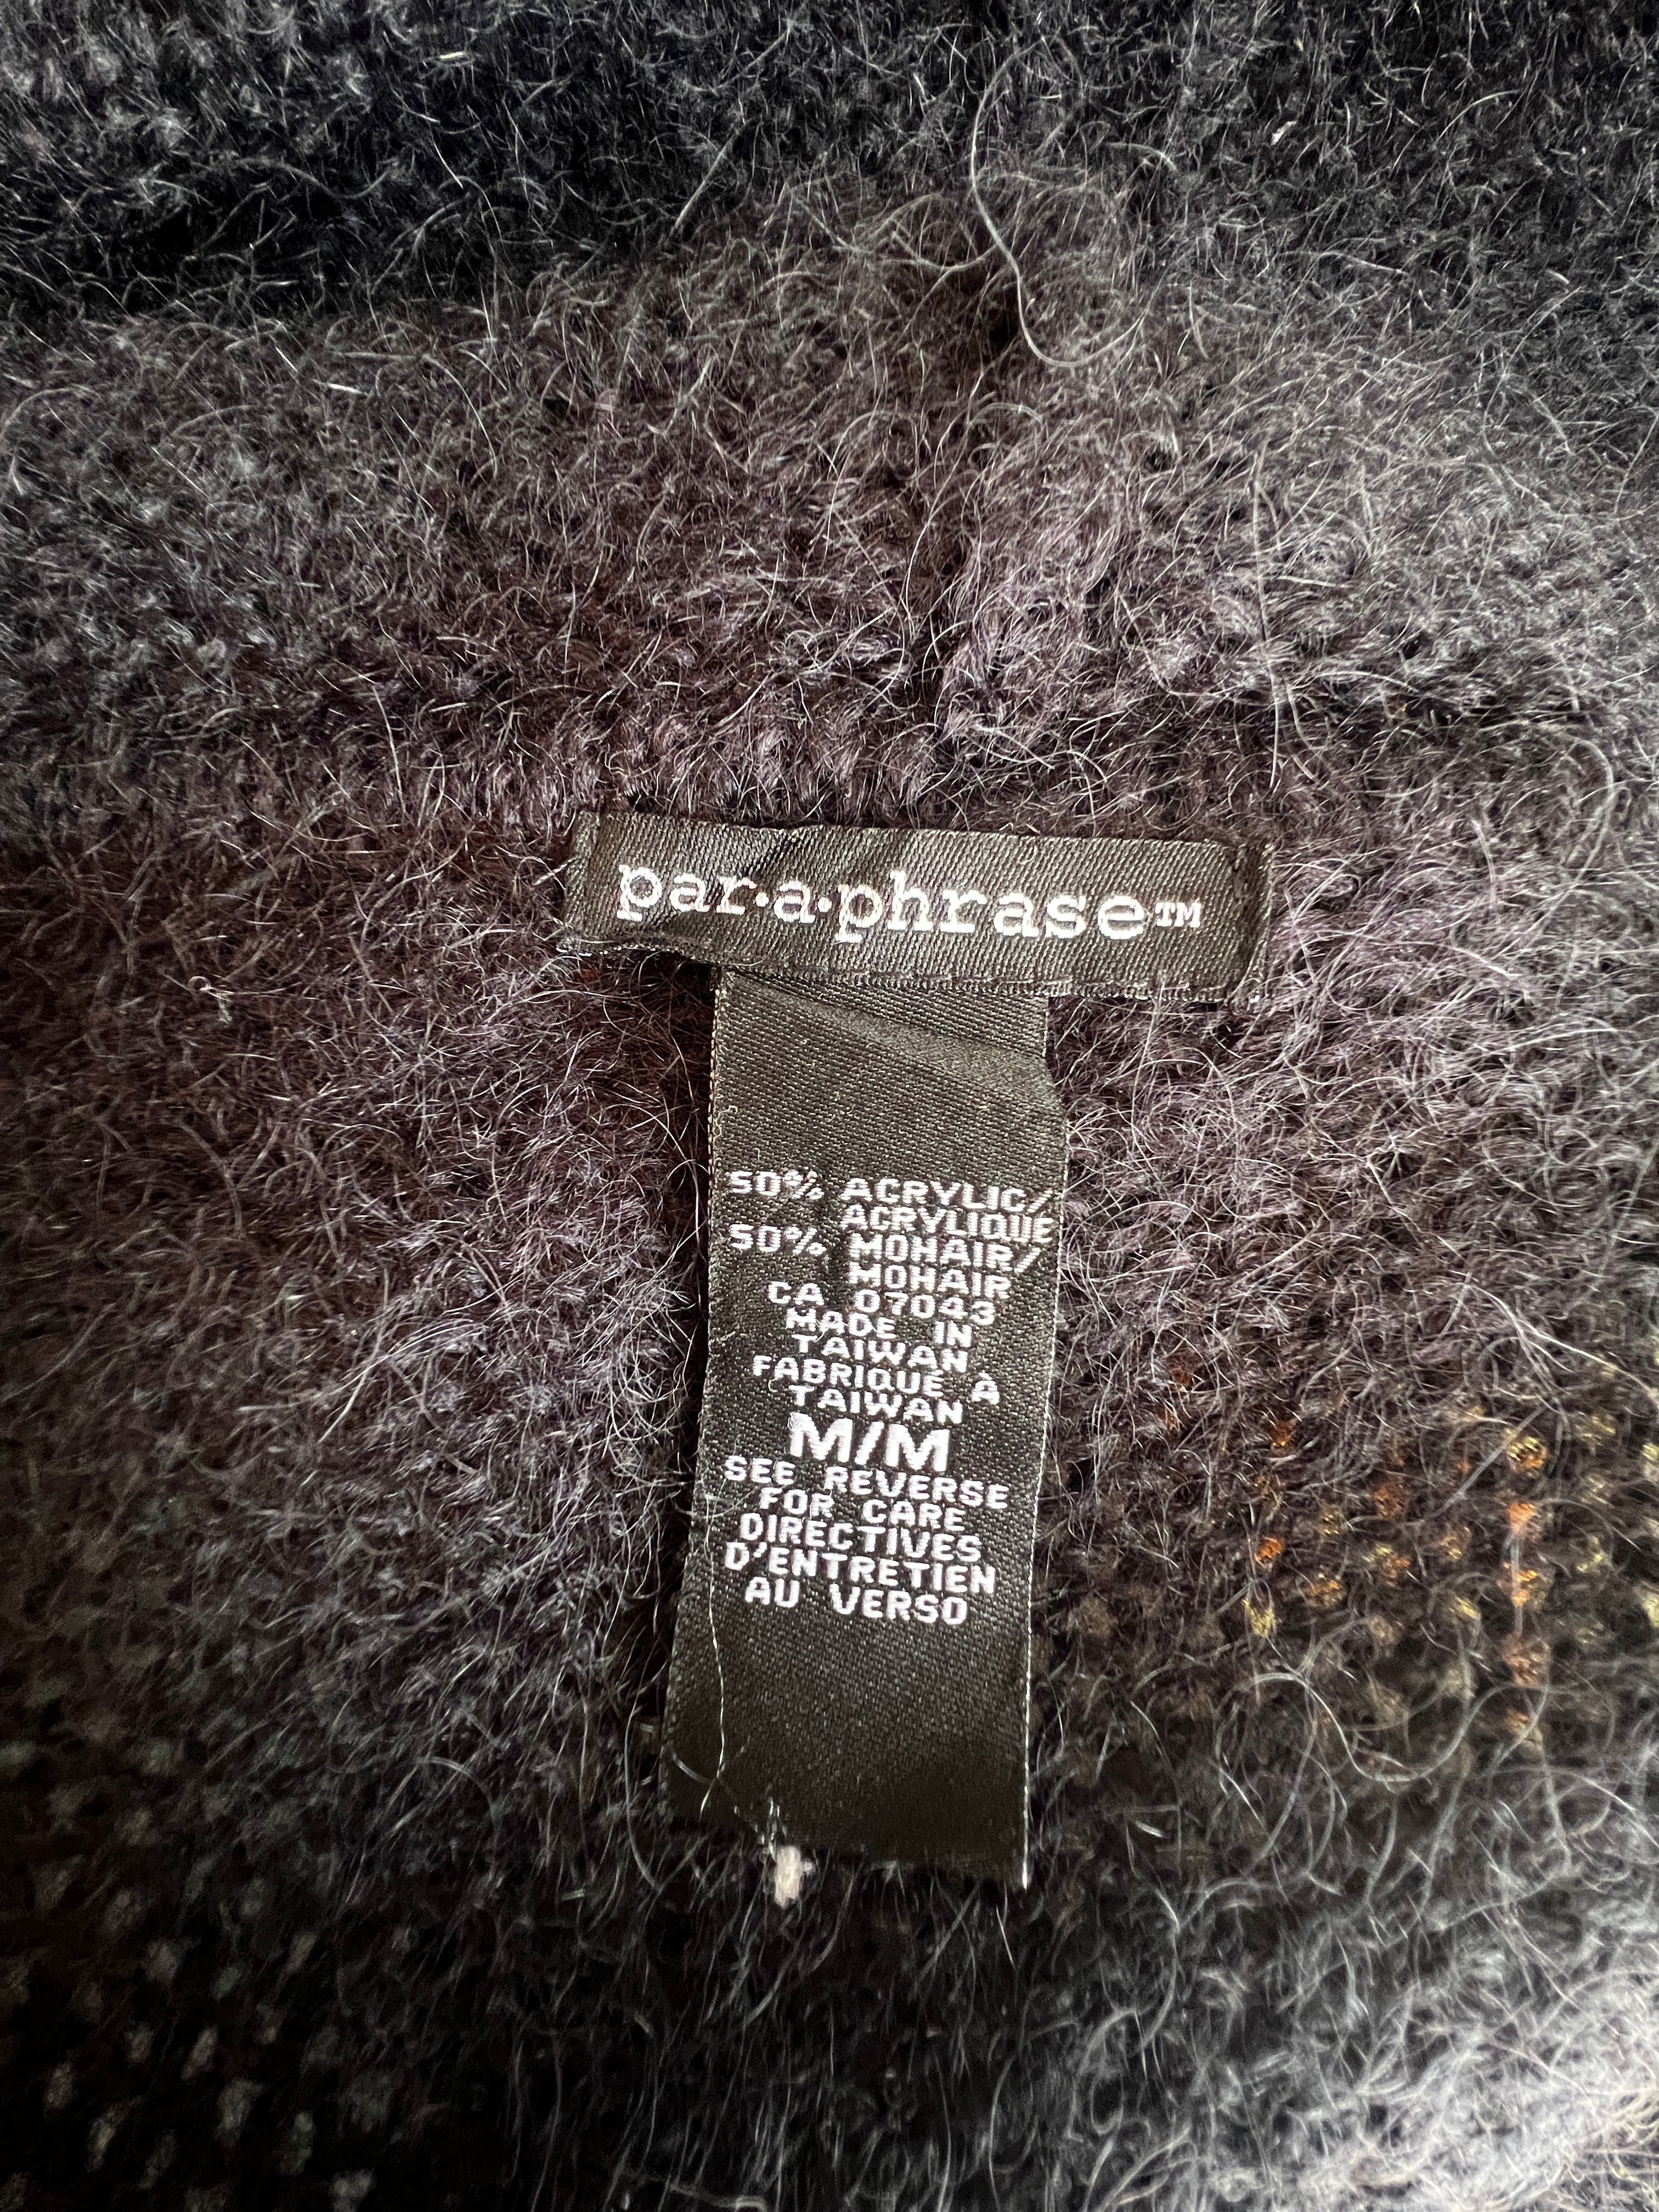 par·a·phrase™
50% ACRYLIC/
ACRYLIQUE
50% MOHAIR/
MOHAIR
CA 07043
MADE IN
TAIWAN
FABRIQUE À
TAIWAN
M/M
SEE REVERSE
FOR CARE
DIRECTIVES
D'ENTRETIEN
AU VERSO